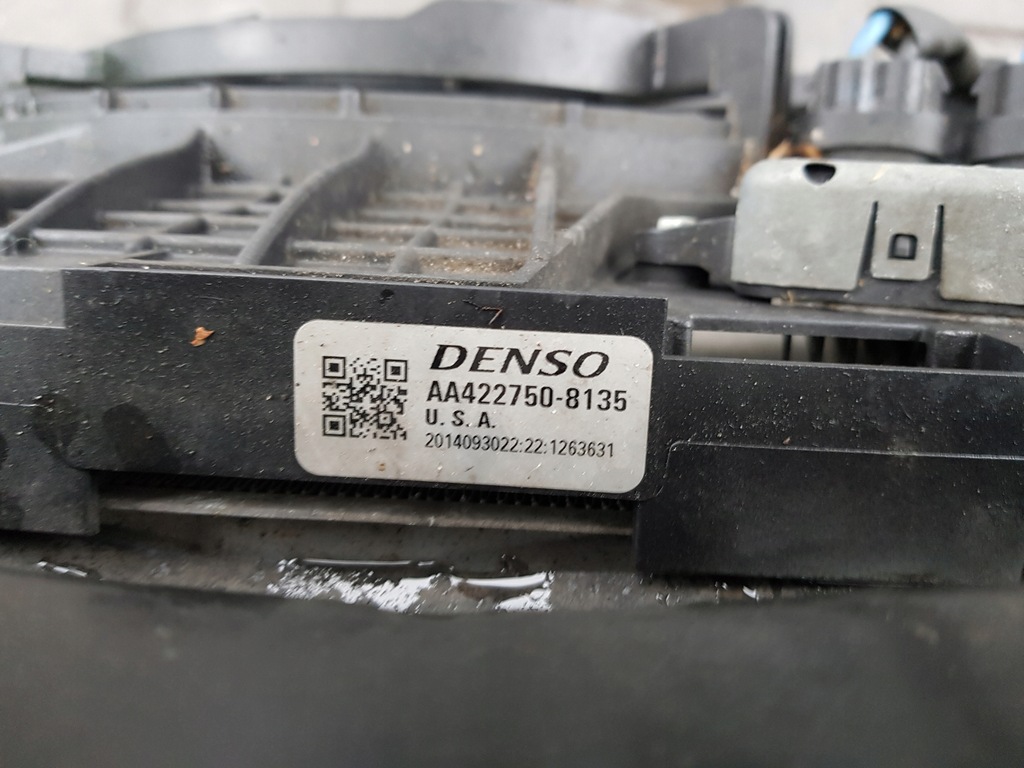 DENSO
AA422750-8135
U. S. A.
2014093022:22:1263631